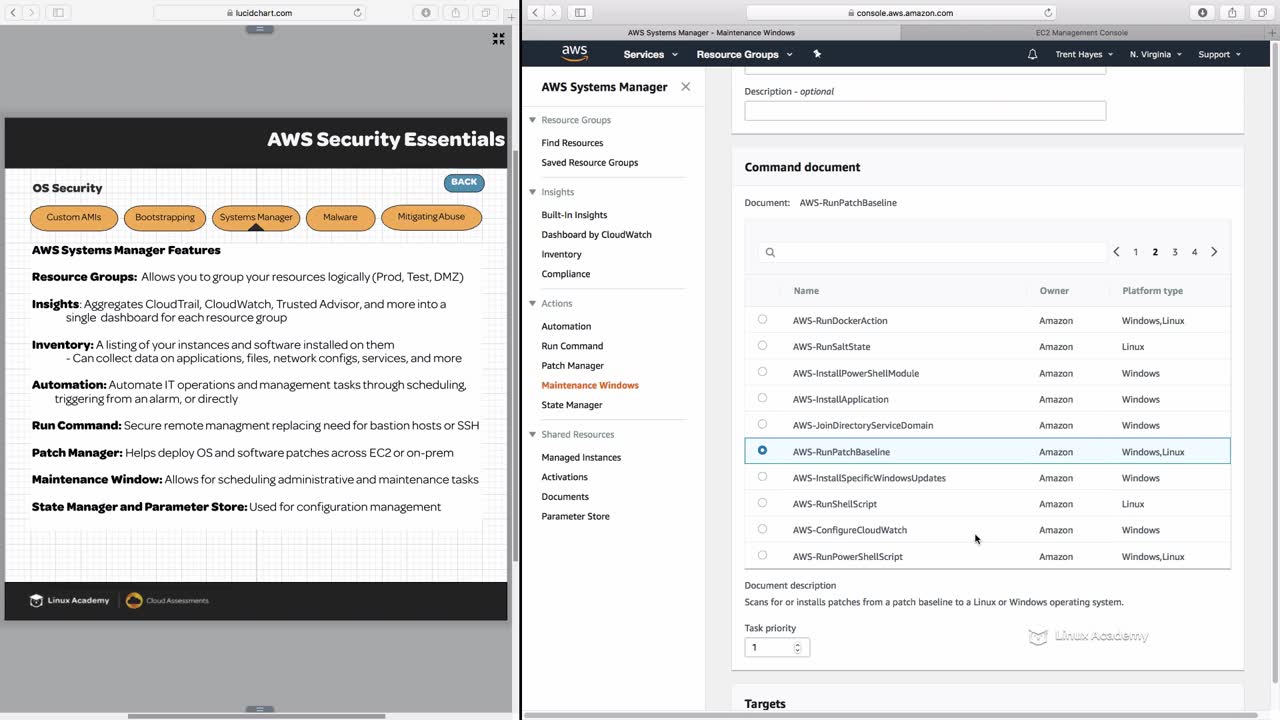 lucidchart.com
AWS Security Essentials
OS Security
BACK
Custom AMIs
Bootstrapping
Systems Manager
Malware
Mitigating Abuse
AWS Systems Manager Features
Resource Groups: Allows you to group your resources logically (Prod, Test, DMZ)
Insights: Aggregates CloudTrail, CloudWatch, Trusted Advisor, and more into a
single dashboard for each resource group
Inventory: A listing of your instances and software installed on them
- Can collect data on applications, files, network configs, services, and more
Automation: Automate IT operations and management tasks through scheduling,
triggering from an alarm, or directly
Run Command: Secure remote managment replacing need for bastion hosts or SSH
Patch Manager: Helps deploy OS and software patches across EC2 or on-prem
Maintenance Window: Allows for scheduling administrative and maintenance tasks
State Manager and Parameter Store: Used for configuration management
Linux Academy
Cloud Assessments
console.aws.amazon.com
AWS Systems Manager - Maintenance Windows
EC2 Management Console
aws
Services
Resource Groups
Trent Hayes
N. Virginia
Support
AWS Systems Manager
Resource Groups
Find Resources
Saved Resource Groups
Insights
Built-In Insights
Dashboard by CloudWatch
Inventory
Compliance
Actions
Automation
Run Command
Patch Manager
Maintenance Windows
State Manager
Shared Resources
Managed Instances
Activations
Documents
Parameter Store
Description - optional
Command document
Document: AWS-RunPatchBaseline
1 2 3 4
Name Owner Platform type
AWS-RunDockerAction Amazon Windows,Linux
AWS-RunSaltState Amazon Linux
AWS-InstallPowerShellModule Amazon Windows
AWS-InstallApplication Amazon Windows
AWS-JoinDirectoryServiceDomain Amazon Windows
AWS-RunPatchBaseline Amazon Windows,Linux
AWS-InstallSpecificWindowsUpdates Amazon Windows
AWS-RunShellScript Amazon Linux
AWS-ConfigureCloudWatch Amazon Windows
AWS-RunPowerShellScript Amazon Windows,Linux
Document description
Scans for or installs patches from a patch baseline to a Linux or Windows operating system.
Task priority
1
Linux Academy
Targets